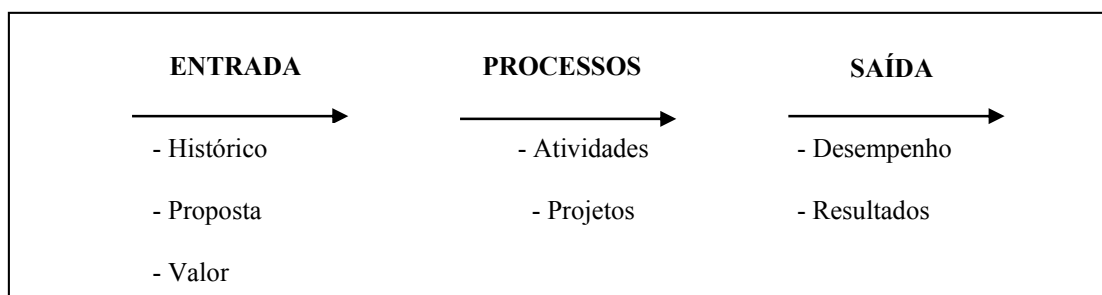 ENTRADA PROCESSOS SAÍDA
- Histórico - Atividades - Desempenho
- Proposta - Projetos - Resultados
- Valor